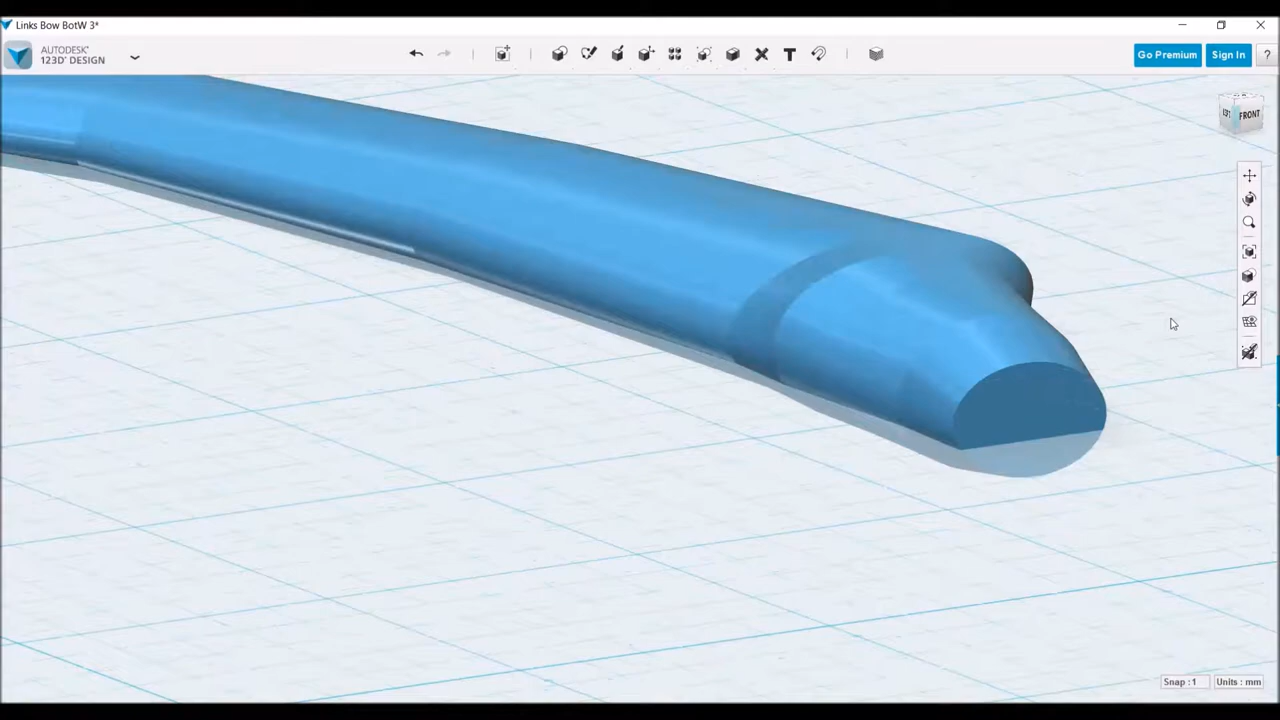 Links Bow BotW 3*
AUTODESK®
123D® DESIGN
Go Premium
Sign In
?
FRONT
Snap : 1
Units : mm